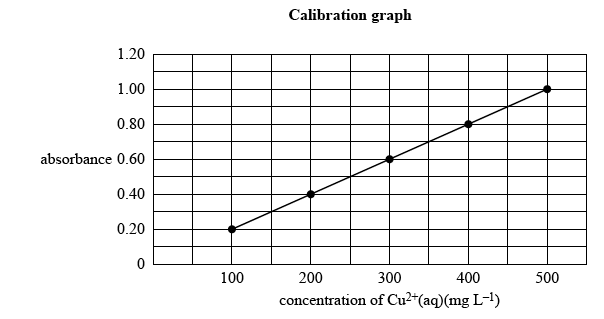 Calibration graph
1.20
1.00
0.80
absorbance 0.60
0.40
0.20
0
100 200 300 400 500
concentration of Cu²⁺(aq)(mg L⁻¹)